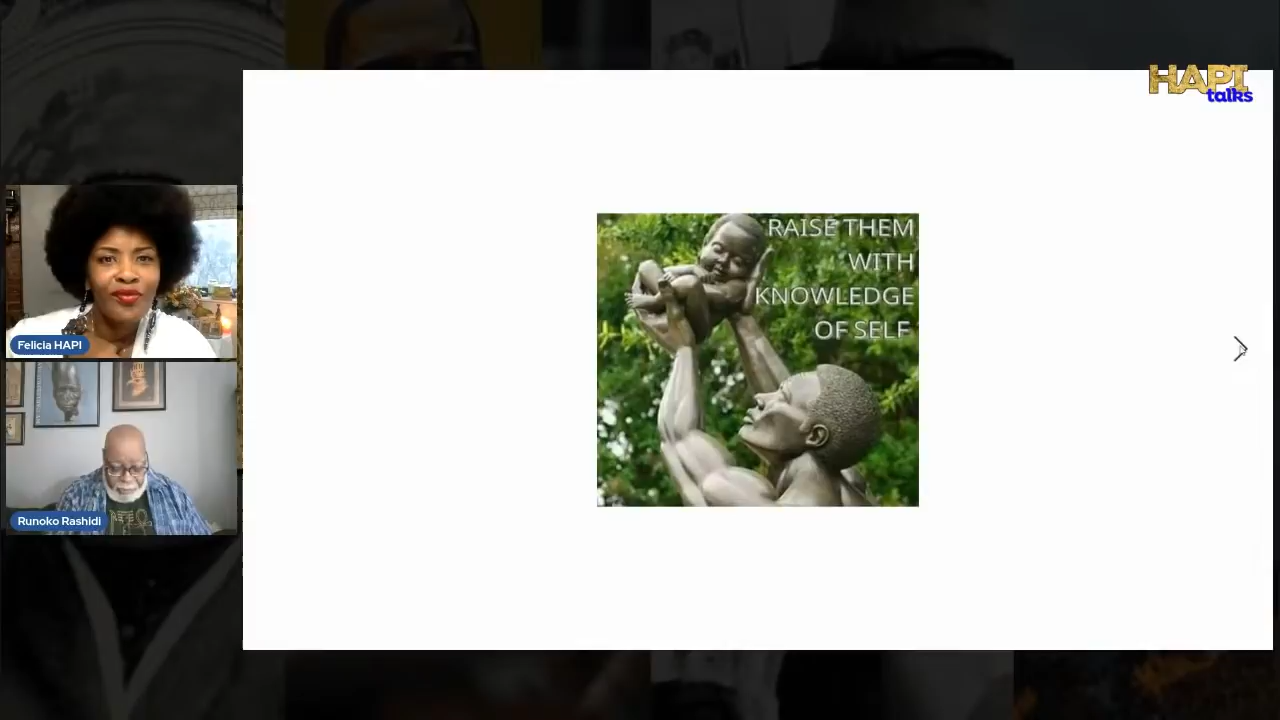 HAPI
talks
RAISE THEM
WITH
KNOWLEDGE
OF SELF
Felicia HAPI
Runoko Rashidi